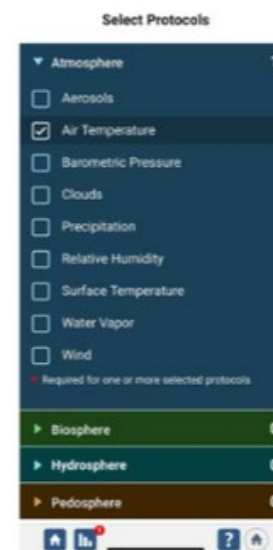 Select Protocols
Atmosphere
Aerosols
Air Temperature
Barometric Pressure
Clouds
Precipitation
Relative Humidity
Surface Temperature
Water Vapor
Wind
* Required for one or more selected protocols
Biosphere
Hydrosphere
Pedosphere
?